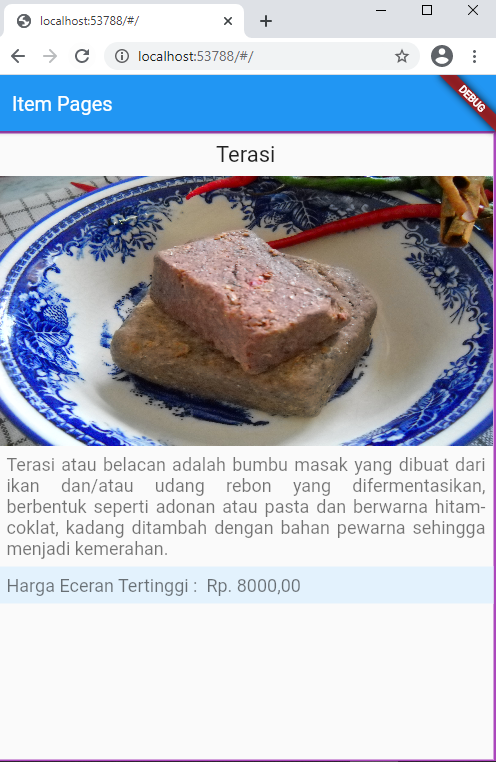 localhost:53788/#/
localhost:53788/#/
Item Pages
DEBUG
Terasi
Terasi atau belacan adalah bumbu masak yang dibuat dari
ikan dan/atau udang rebon yang difermentasikan,
berbentuk seperti adonan atau pasta dan berwarna hitam-
coklat, kadang ditambah dengan bahan pewarna sehingga
menjadi kemerahan.
Harga Eceran Tertinggi : Rp. 8000,00